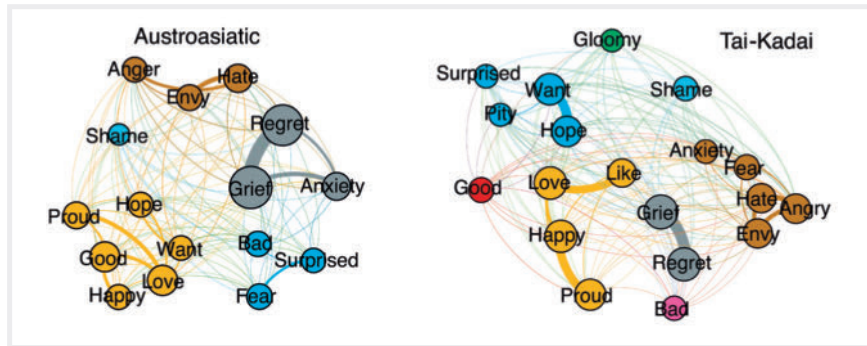 Austroasiatic
Anger
Hate
Envy
Shame
Regret
Grief
Anxiety
Hope
Proud
Good
Want
Love
Happy
Bad
Surprised
Fear
Tai-Kadai
Gloomy
Surprised
Want
Shame
Pity
Hope
Anxiety
Fear
Good
Love
Like
Hate
Angry
Grief
Envy
Happy
Regret
Proud
Bad